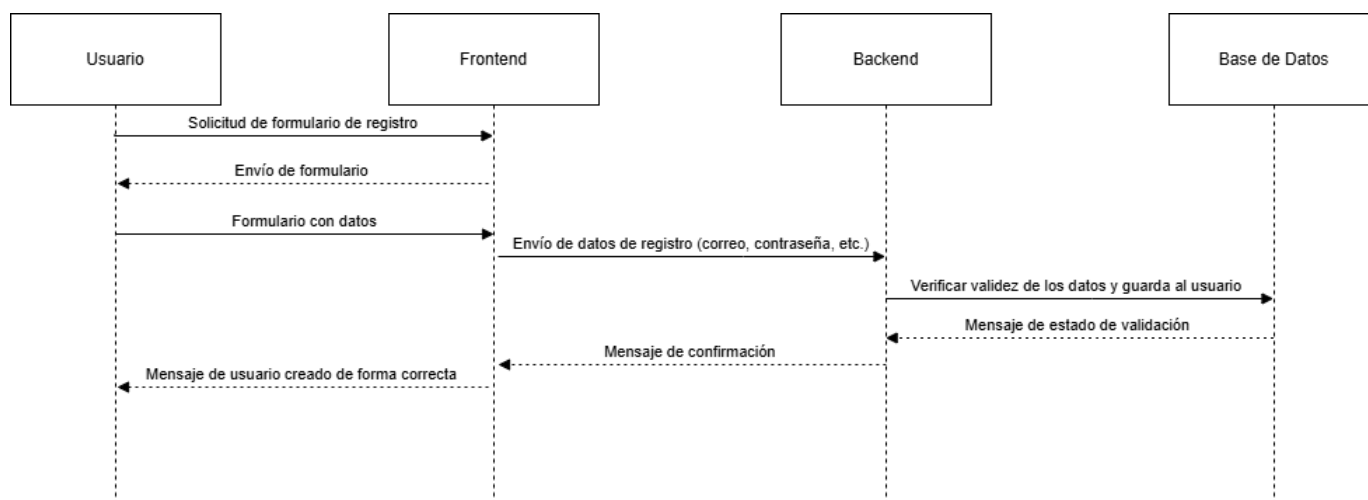 Usuario
Frontend
Backend
Base de Datos
Solicitud de formulario de registro
Envío de formulario
Formulario con datos
Envío de datos de registro (correo, contraseña, etc.)
Verificar validez de los datos y guarda al usuario
Mensaje de estado de validación
Mensaje de confirmación
Mensaje de usuario creado de forma correcta